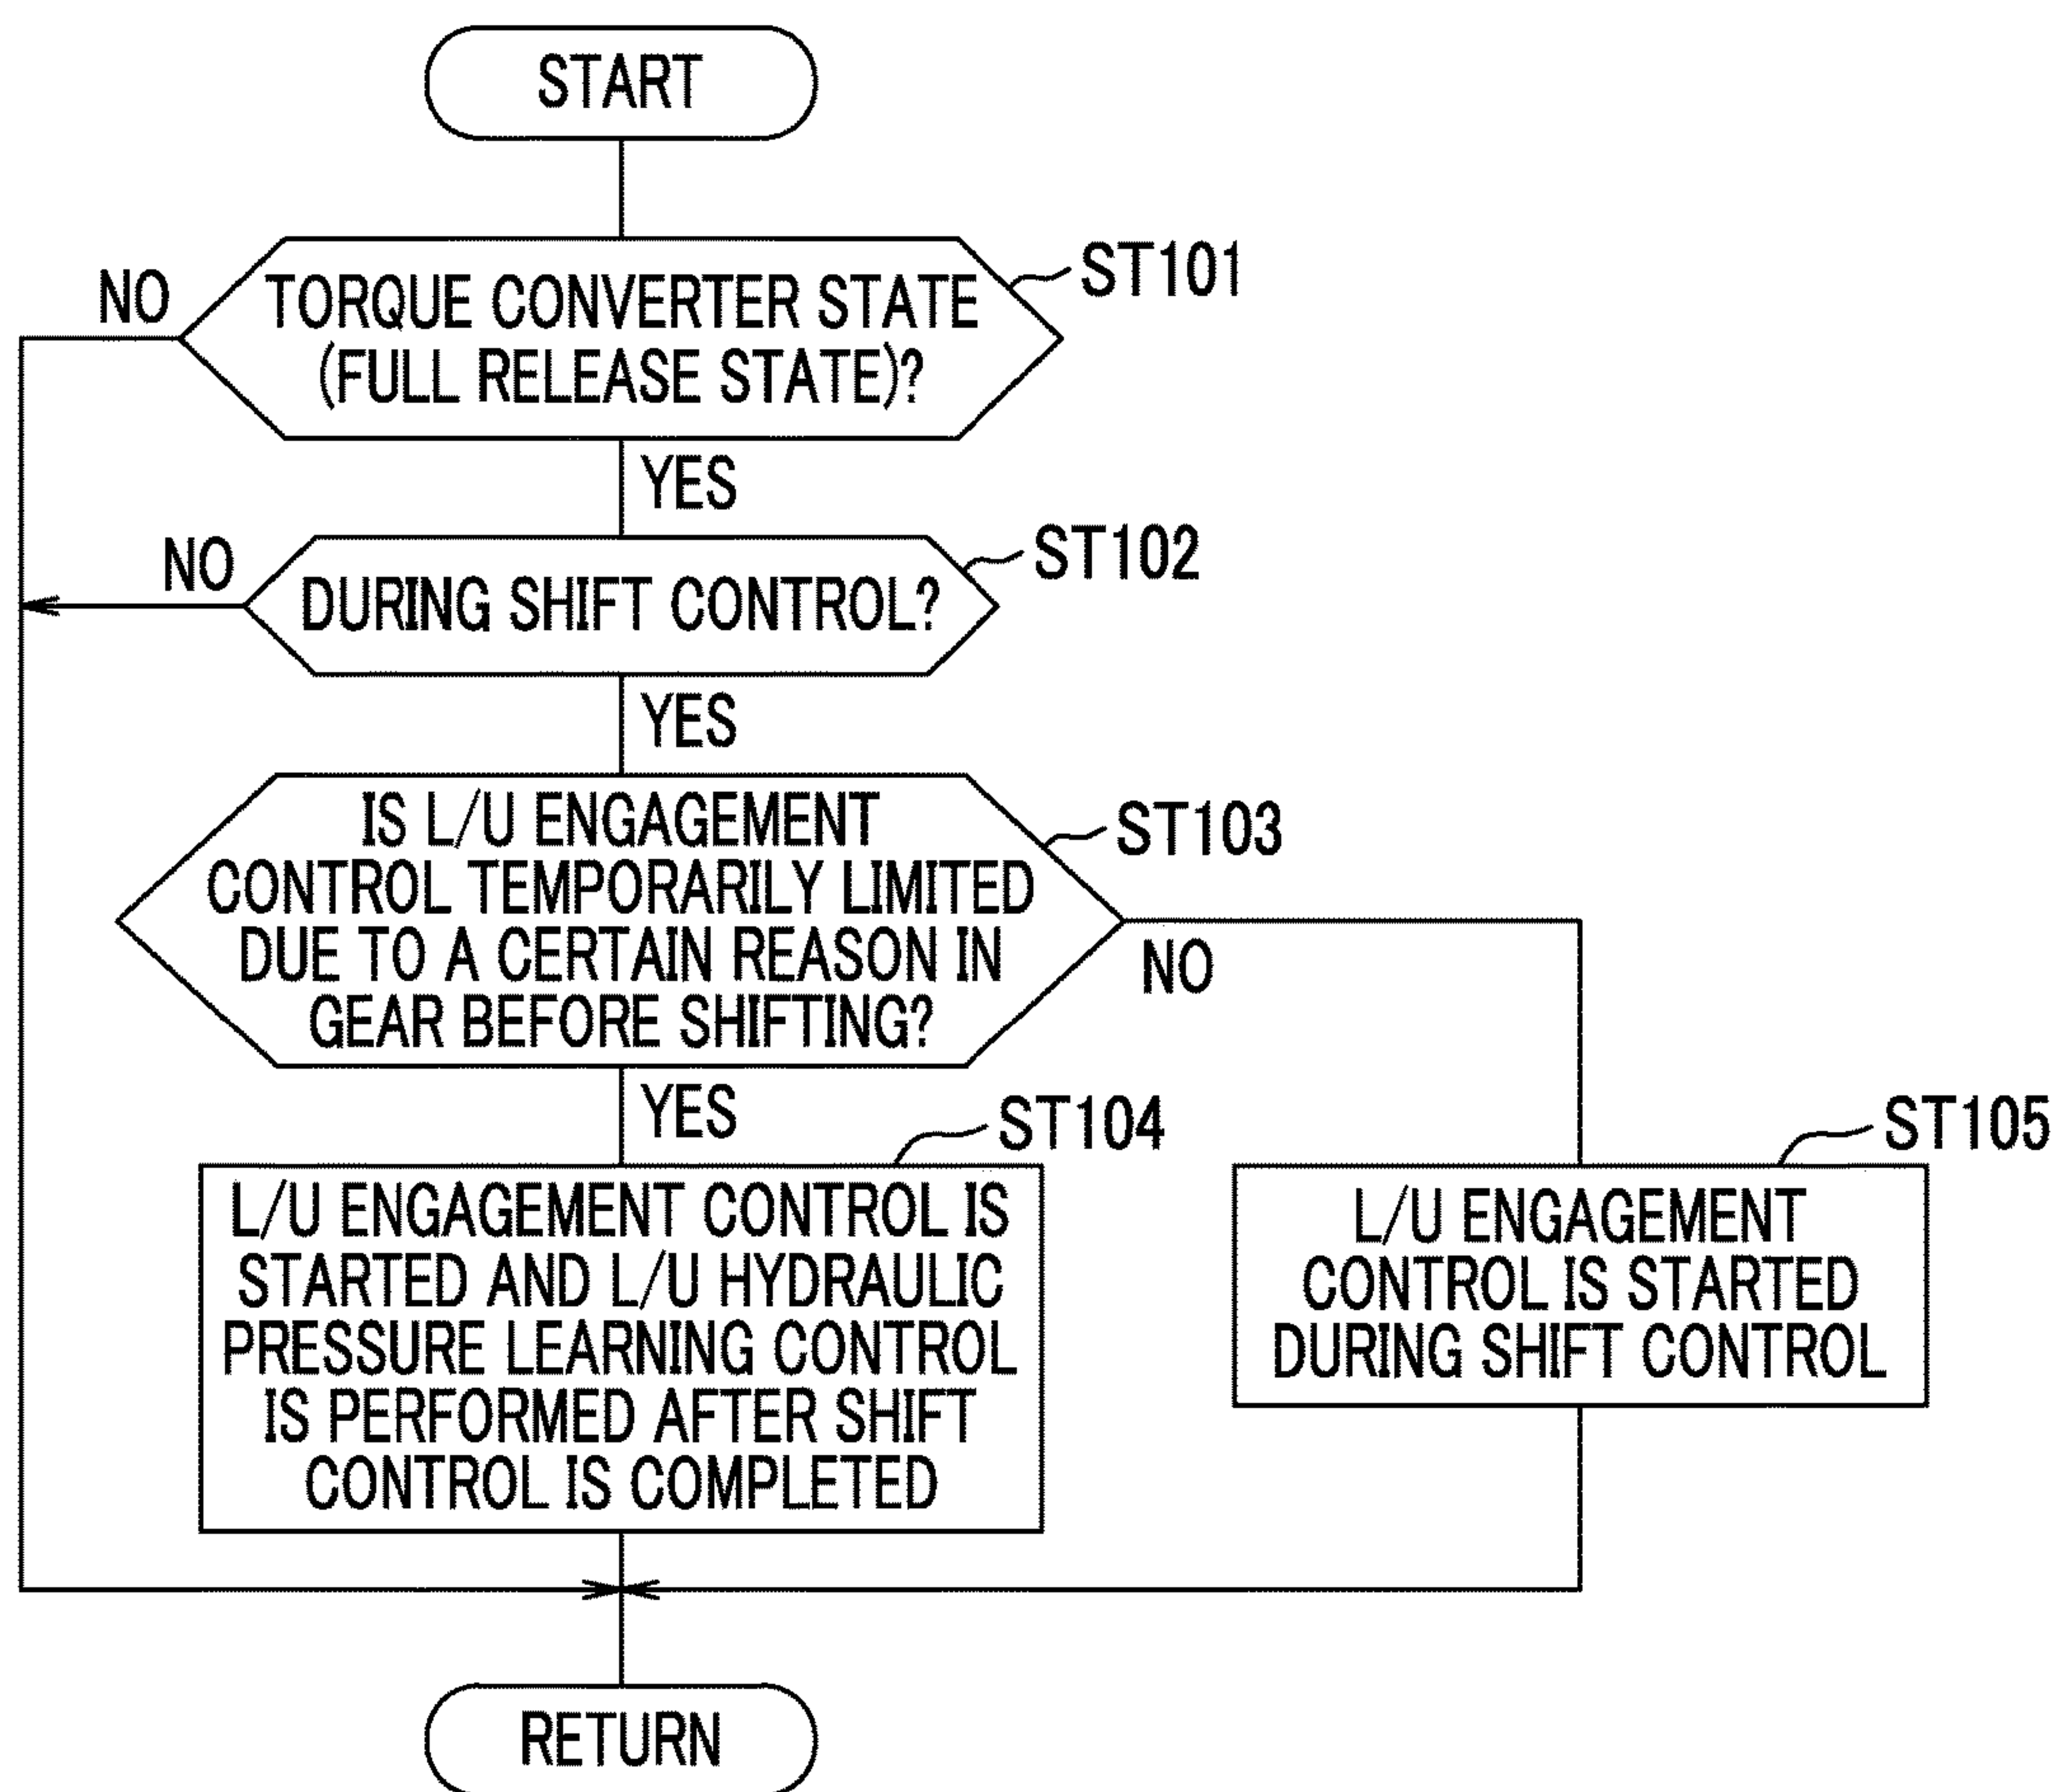 START
NO
TORQUE CONVERTER STATE
(FULL RELEASE STATE)?
ST101
YES
NO
DURING SHIFT CONTROL?
ST102
YES
IS L/U ENGAGEMENT
CONTROL TEMPORARILY LIMITED
DUE TO A CERTAIN REASON IN
GEAR BEFORE SHIFTING?
ST103
NO
YES
ST104
L/U ENGAGEMENT CONTROL IS
STARTED AND L/U HYDRAULIC
PRESSURE LEARNING CONTROL
IS PERFORMED AFTER SHIFT
CONTROL IS COMPLETED
ST105
L/U ENGAGEMENT
CONTROL IS STARTED
DURING SHIFT CONTROL
RETURN